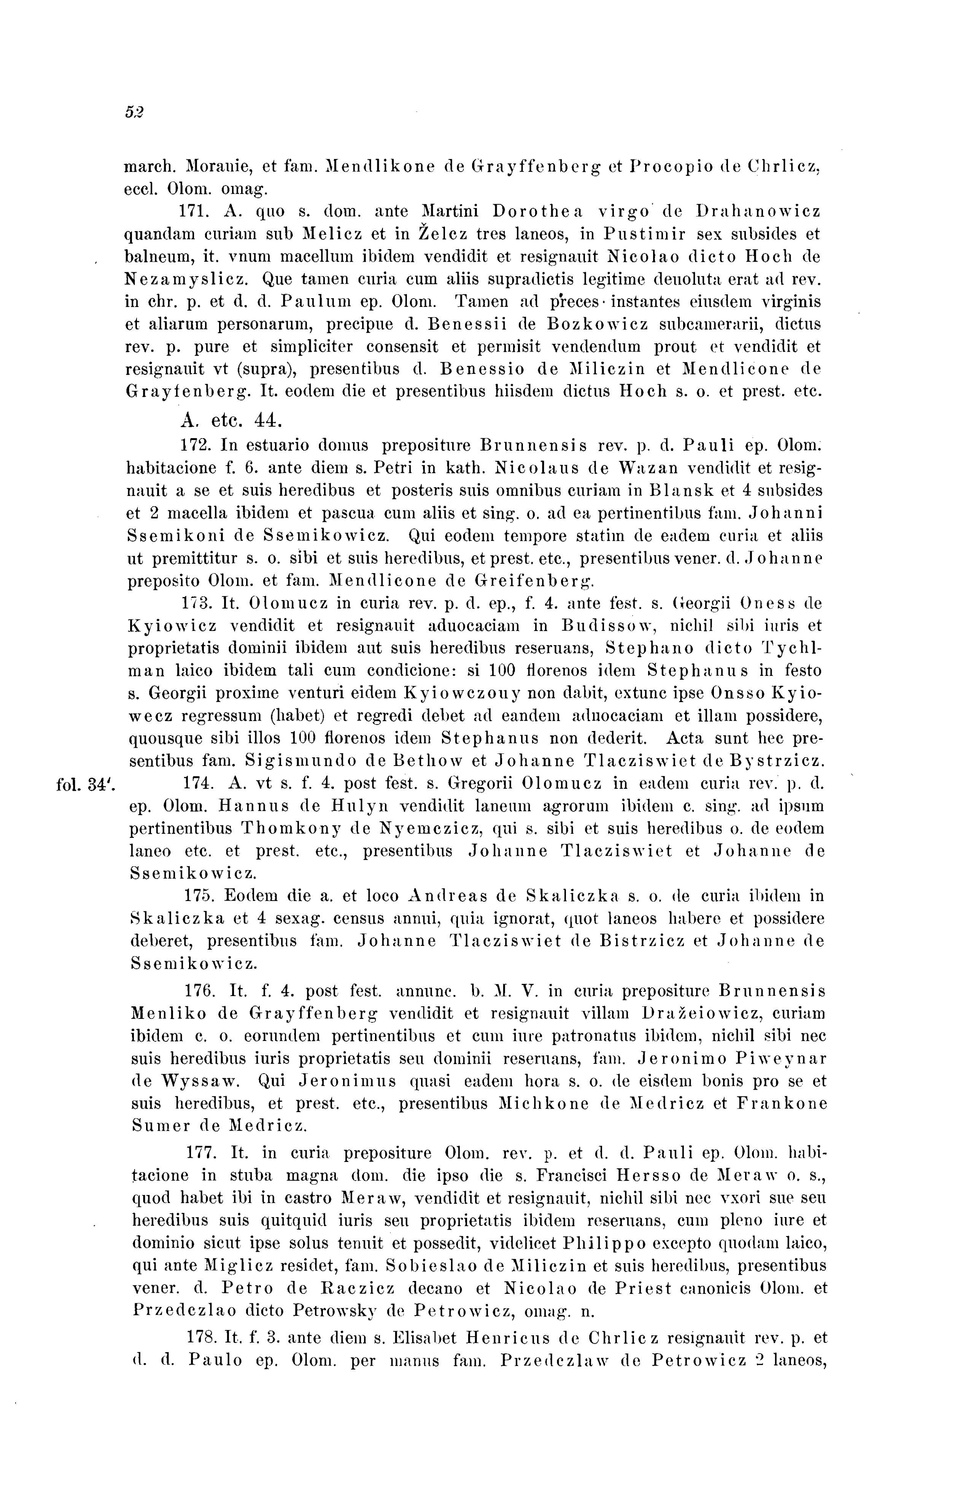 52
march. Morauie, et fam. Mendlikone de Grayffenberg et Procopio de Chrlicz,
eccl. Olom. omag.
171. A. quo s. dom. ante Martini Dorothea virgo de Drahanowicz
quandam curiam sub Melicz et in Želcz tres laneos, in Pustimir sex subsides et
balneum, it. vnum macellum ibidem vendidit et resignauit Nicolao dicto Hoch de
Nezamyslicz. Que tamen curia cum aliis supradictis legitime deuoluta erat ad rev.
in chr. p. et d. d. Paulum ep. Olom. Tamen ad preces instantes eiusdem virginis
et aliarum personarum, precipue d. Benessii de Bozkowicz subcamerarii, dictus
rev. p. pure et simpliciter consensit et permisit vendendum prout et vendidit et
resignauit vt (supra), presentibus d. Benessio de Miliczin et Mendlicone de
Grayfenberg. It. eodem die et presentibus hiisdem dictus Hoch s. o. et prest. etc.
A. etc. 44.
172. In estuario domus prepositure Brunnensis rev. p. d. Pauli ep. Olom.
habitacione f. 6. ante diem s. Petri in kath. Nicolaus de Wazan vendidit et resig-
nauit a se et suis heredibus et posteris suis omnibus curiam in Blansk et 4 subsides
et 2 macella ibidem et pascua cum aliis et sing. o. ad ea pertinentibus fam. Johanni
Ssemikoni de Ssemikowicz. Qui eodem tempore statim de eadem curia et aliis
ut premittitur s. o. sibi et suis heredibus, et prest. etc., presentibus vener. d. Johanne
preposito Olom. et fam. Mendlicone de Greifenberg.
173. It. Olomucz in curia rev. p. d. ep., f. 4. ante fest. s. Georgii Oness de
Kyiowicz vendidit et resignauit aduocaciam in Budissow, nichil sibi iuris et
proprietatis dominii ibidem aut suis heredibus reseruans, Stephano dicto Tychl-
man laico ibidem tali cum condicione: si 100 florenos idem Stephanus in festo
s. Georgii proxime venturi eidem Kyiowczouy non dabit, extunc ipse Onsso Kyio-
wecz regressum (habet) et regredi debet ad eandem aduocaciam et illam possidere,
quousque sibi illos 100 florenos idem Stephanus non dederit. Acta sunt hec pre-
sentibus fam. Sigismundo de Bethow et Johanne Tlacziswiet de Bystrzicz.
fol. 34'. 174. A. vt s. f. 4. post fest. s. Gregorii Olomucz in eadem curia rev. p. d.
ep. Olom. Hannus de Hulyn vendidit laneum agrorum ibidem c. sing. ad ipsum
pertinentibus Thomkony de Nyemczicz, qui s. sibi et suis heredibus o. de eodem
laneo etc. et prest. etc., presentibus Johanne Tlacziswiet et Johanne de
Ssemikowicz.
175. Eodem die a. et loco Andreas de Skaliczka s. o. de curia ibidem in
Skaliczka et 4 sexag. census annui, quia ignorat, quot laneos habere et possidere
deberet, presentibus fam. Johanne Tlacziswiet de Bistrzicz et Johanne de
Ssemikowicz.
176. It. f. 4. post fest. annunc. b. M. V. in curia prepositure Brunnensis
Menliko de Grayffenberg vendidit et resignauit villam Dražeiowicz, curiam
ibidem c. o. eorundem pertinentibus et cum iure patronatus ibidem, nichil sibi nec
suis heredibus iuris proprietatis seu dominii reseruans, fam. Jeronimo Piweynar
de Wyssaw. Qui Jeronimus quasi eadem hora s. o. de eisdem bonis pro se et
suis heredibus, et prest. etc., presentibus Michkone de Medricz et Frankone
Sumer de Medricz.
177. It. in curia prepositure Olom. rev. p. et d. d. Pauli ep. Olom. habi-
tacione in stuba magna dom. die ipso die s. Francisci Hersso de Meraw o. s.,
quod habet ibi in castro Meraw, vendidit et resignauit, nichil sibi nec vxori sue seu
heredibus suis quitquid iuris seu proprietatis ibidem reseruans, cum pleno iure et
dominio sicut ipse solus tenuit et possedit, videlicet Philippo excepto quodam laico,
qui ante Miglicz residet, fam. Sobieslao de Miliczin et suis heredibus, presentibus
vener. d. Petro de Raczicz decano et Nicolao de Priest canonicis Olom. et
Przedczlao dicto Petrowsky de Petrowicz, omag. n.
178. It. f. 3. ante diem s. Elisabet Henricus de Chrlicz resignauit rev. p. et
d. d. Paulo ep. Olom. per manus fam. Przedczlaw de Petrowicz 2 laneos,